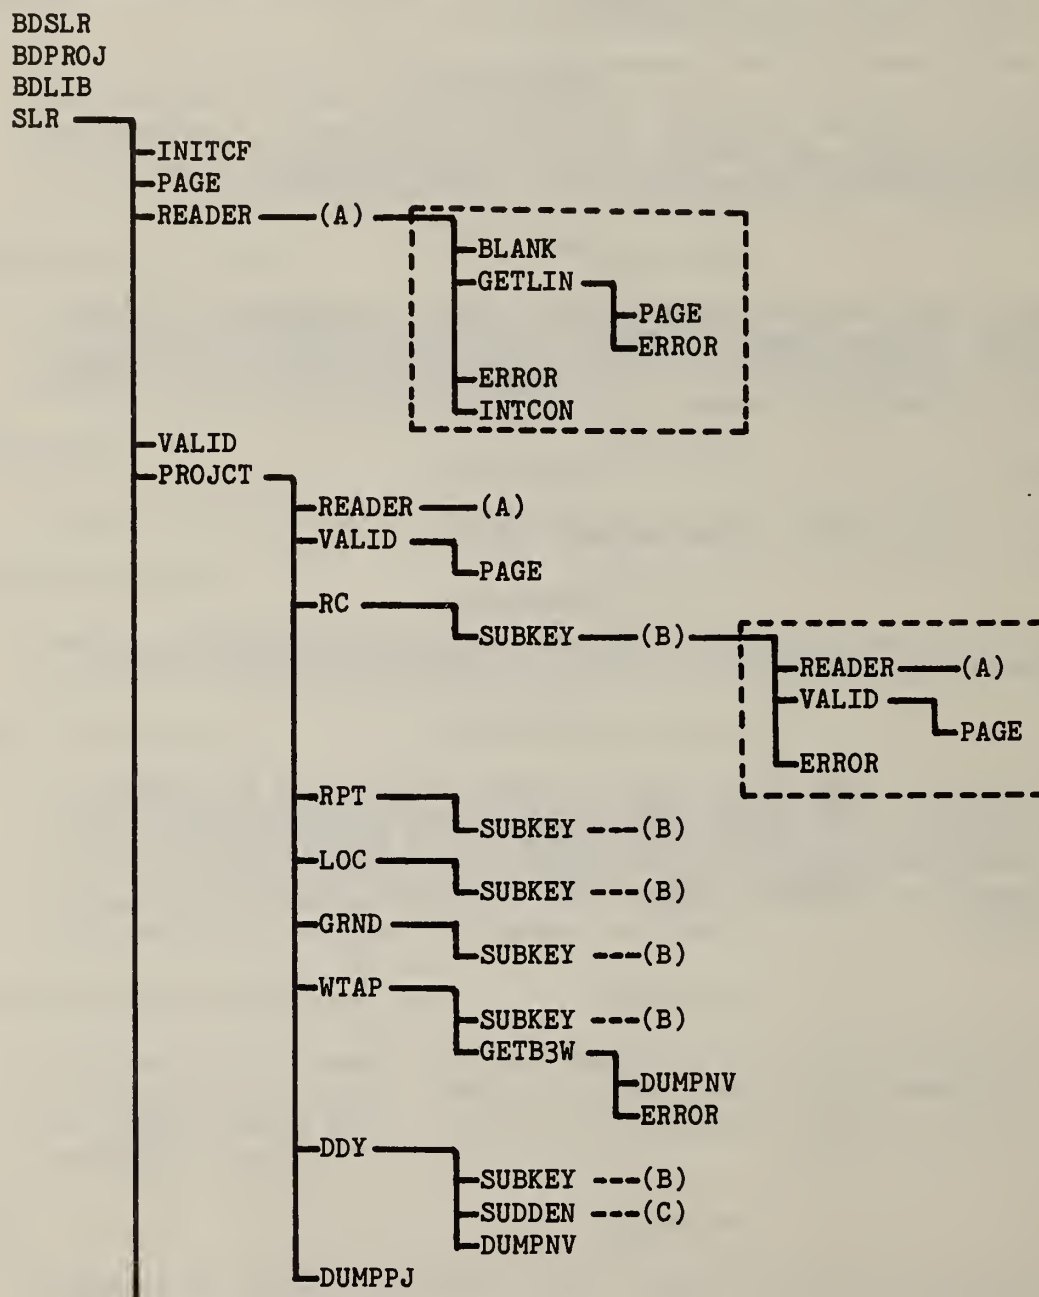 BDSLR
BDPROJ
BDLIB
SLR
INITCF
PAGE
READER (A)
BLANK
GETLIN
PAGE
ERROR
ERROR
INTCON
VALID
PROJCT
READER (A)
VALID
PAGE
RC
SUBKEY (B)
READER (A)
VALID
PAGE
ERROR
RPT
SUBKEY ---(B)
LOC
SUBKEY ---(B)
GRND
SUBKEY ---(B)
WTAP
SUBKEY ---(B)
GETB3W
DUMPNV
ERROR
DDY
SUBKEY ---(B)
SUDDEN ---(C)
DUMPNV
DUMPPJ